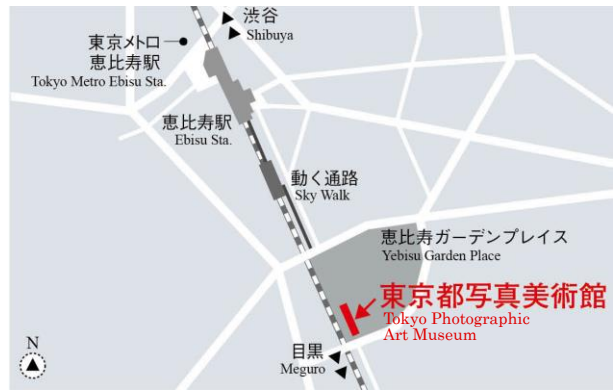 渋谷
Shibuya
東京メトロ
恵比寿駅
Tokyo Metro Ebisu Sta.
恵比寿駅
Ebisu Sta.
動く通路
Sky Walk
恵比寿ガーデンプレイス
Yebisu Garden Place
東京都写真美術館
Tokyo Photographic
Art Museum
目黒
Meguro
N